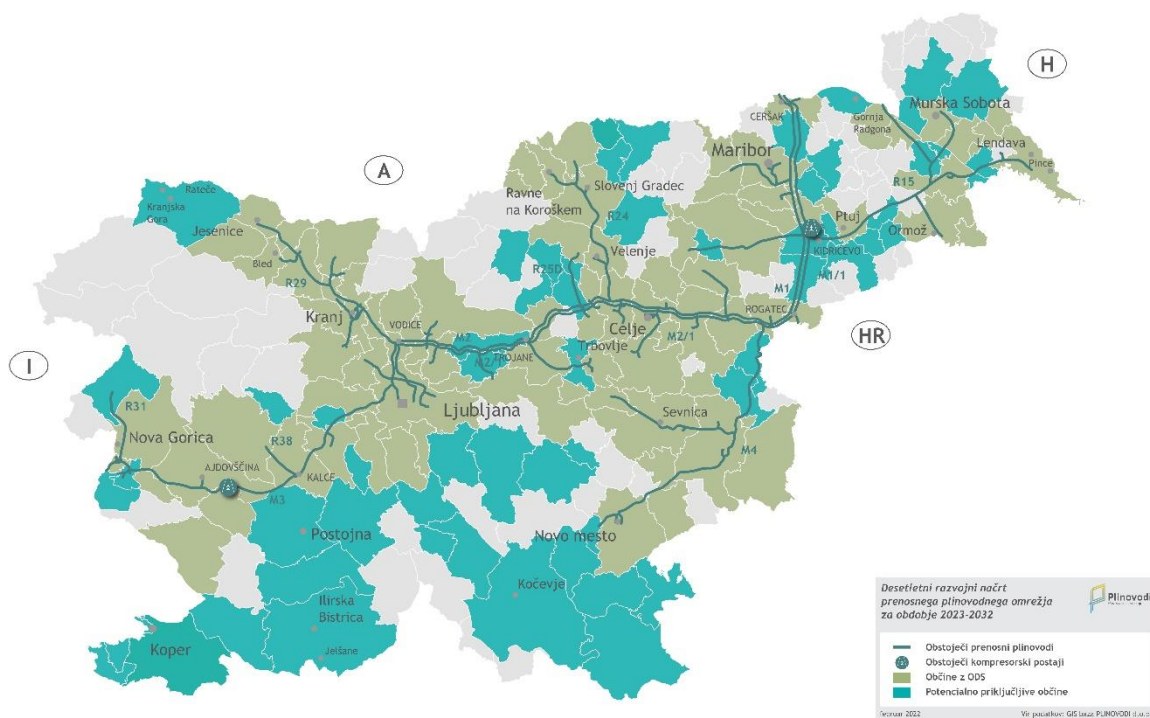 H
A
I
HR
CERŠAK
Gornja
Radgona
Murska Sobota
Maribor
Lendava
Pince
Rateče
Kranjska
Gora
Ravne
na Koroškem
Slovenj Gradec
R15
R24
Ptuj
Ormož
Jesenice
KIDRIČEVO
Velenje
Bled
M1/1
R25D
M1
R29
ROGATEC
Kranj
VODICE
Celje
M2
M2/1
TROJANE
Trbovlje
M2/
R31
Ljubljana
Sevnica
Nova Gorica
R38
M4
AJDOVŠČINA
KALCE
M3
Postojna
Novo mesto
Kočevje
Ilirska
Bistrica
Koper
Jelšane
Desetletni razvojni načrt
prenosnega plinovodnega omrežja
za obdobje 2023-2032
Plinovodi
Obstoječi prenosni plinovodi
Obstoječi kompresorski postaji
Občine z ODS
Potencialno priključljive občine
februar 2022
Vir podatkov: GIS baza PLINOVODI d.o.o.